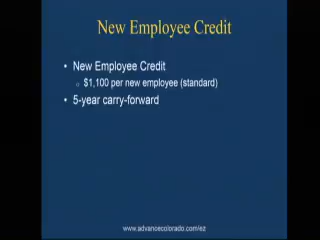 New Employee Credit
• New Employee Credit
o $1,100 per new employee (standard)
• 5-year carry-forward
www.advancecolorado.com/ez